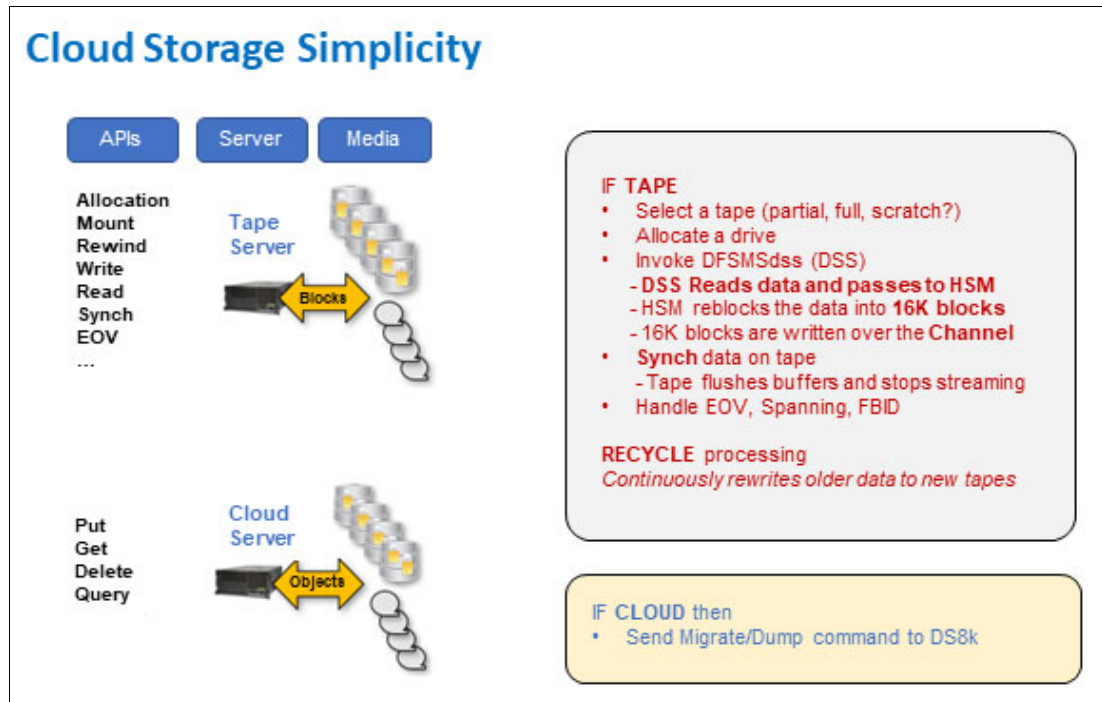 Cloud Storage Simplicity
APIs
Server
Media
Allocation
Mount
Rewind
Write
Read
Synch
EOV
...
Tape
Server
Blocks
IF TAPE
• Select a tape (partial, full, scratch?)
• Allocate a drive
• Invoke DFSMSdss (DSS)
- DSS Reads data and passes to HSM
- HSM reblocks the data into 16K blocks
- 16K blocks are written over the Channel
• Synch data on tape
- Tape flushes buffers and stops streaming
• Handle EOV, Spanning, FBID
RECYCLE processing
Continuously rewrites older data to new tapes
Put
Get
Delete
Query
Cloud
Server
Objects
IF CLOUD then
• Send Migrate/Dump command to DS8k